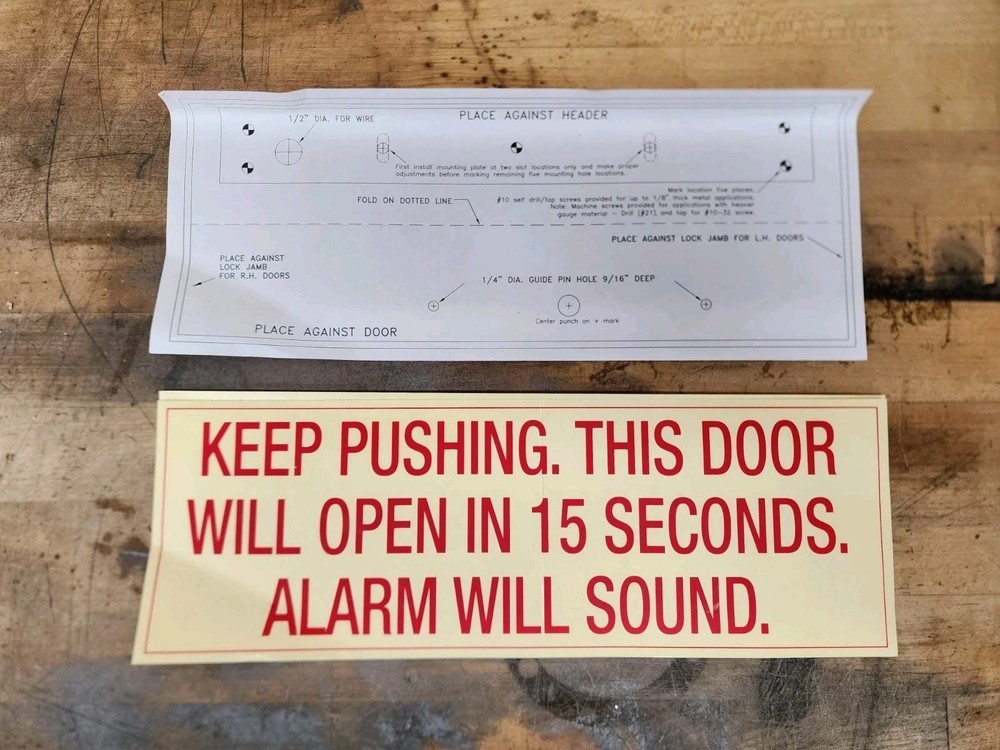 PLACE AGAINST HEADER
1/2" DIA. FOR WIRE
First install mounting plate at two slot locations only and make proper
adjustments before marking remaining five mounting hole locations.
Mark location five places;
#10 self drill/tap screws provided for up to 1/8" thick metal applications.
Note: Machine screws provided for applications with heavier
gauge material - Drill (#21), and tap for #10-32 screw.
FOLD ON DOTTED LINE
PLACE AGAINST LOCK JAMB FOR L.H. DOORS
PLACE AGAINST
LOCK JAMB
FOR R.H. DOORS
1/4" DIA. GUIDE PIN HOLE 9/16" DEEP
Center punch on + mark
PLACE AGAINST DOOR
KEEP PUSHING. THIS DOOR
WILL OPEN IN 15 SECONDS.
ALARM WILL SOUND.